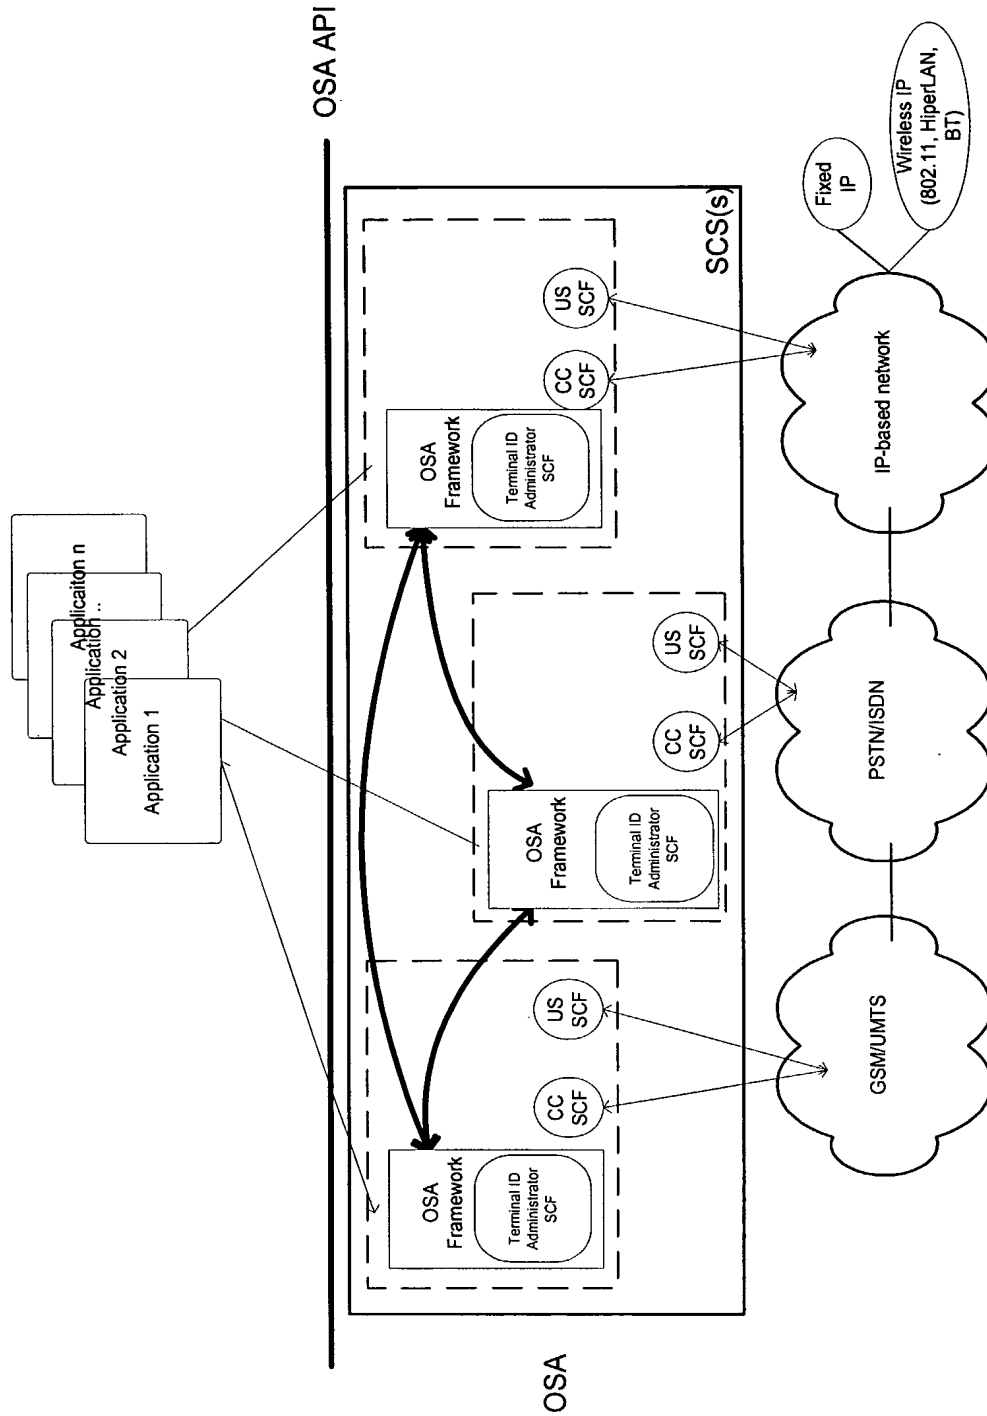 Applicaiton n
Application ..
Application 2
Application 1
OSA API
OSA
OSA
Framework
Terminal ID
Administrator
SCF
CC
SCF
US
SCF
OSA
Framework
Terminal ID
Administrator
SCF
CC
SCF
US
SCF
OSA
Framework
Terminal ID
Administrator
SCF
CC
SCF
US
SCF
SCS(s)
GSM/UMTS
PSTN/ISDN
IP-based network
Fixed
IP
Wireless IP
(802.11, HiperLAN,
BT)